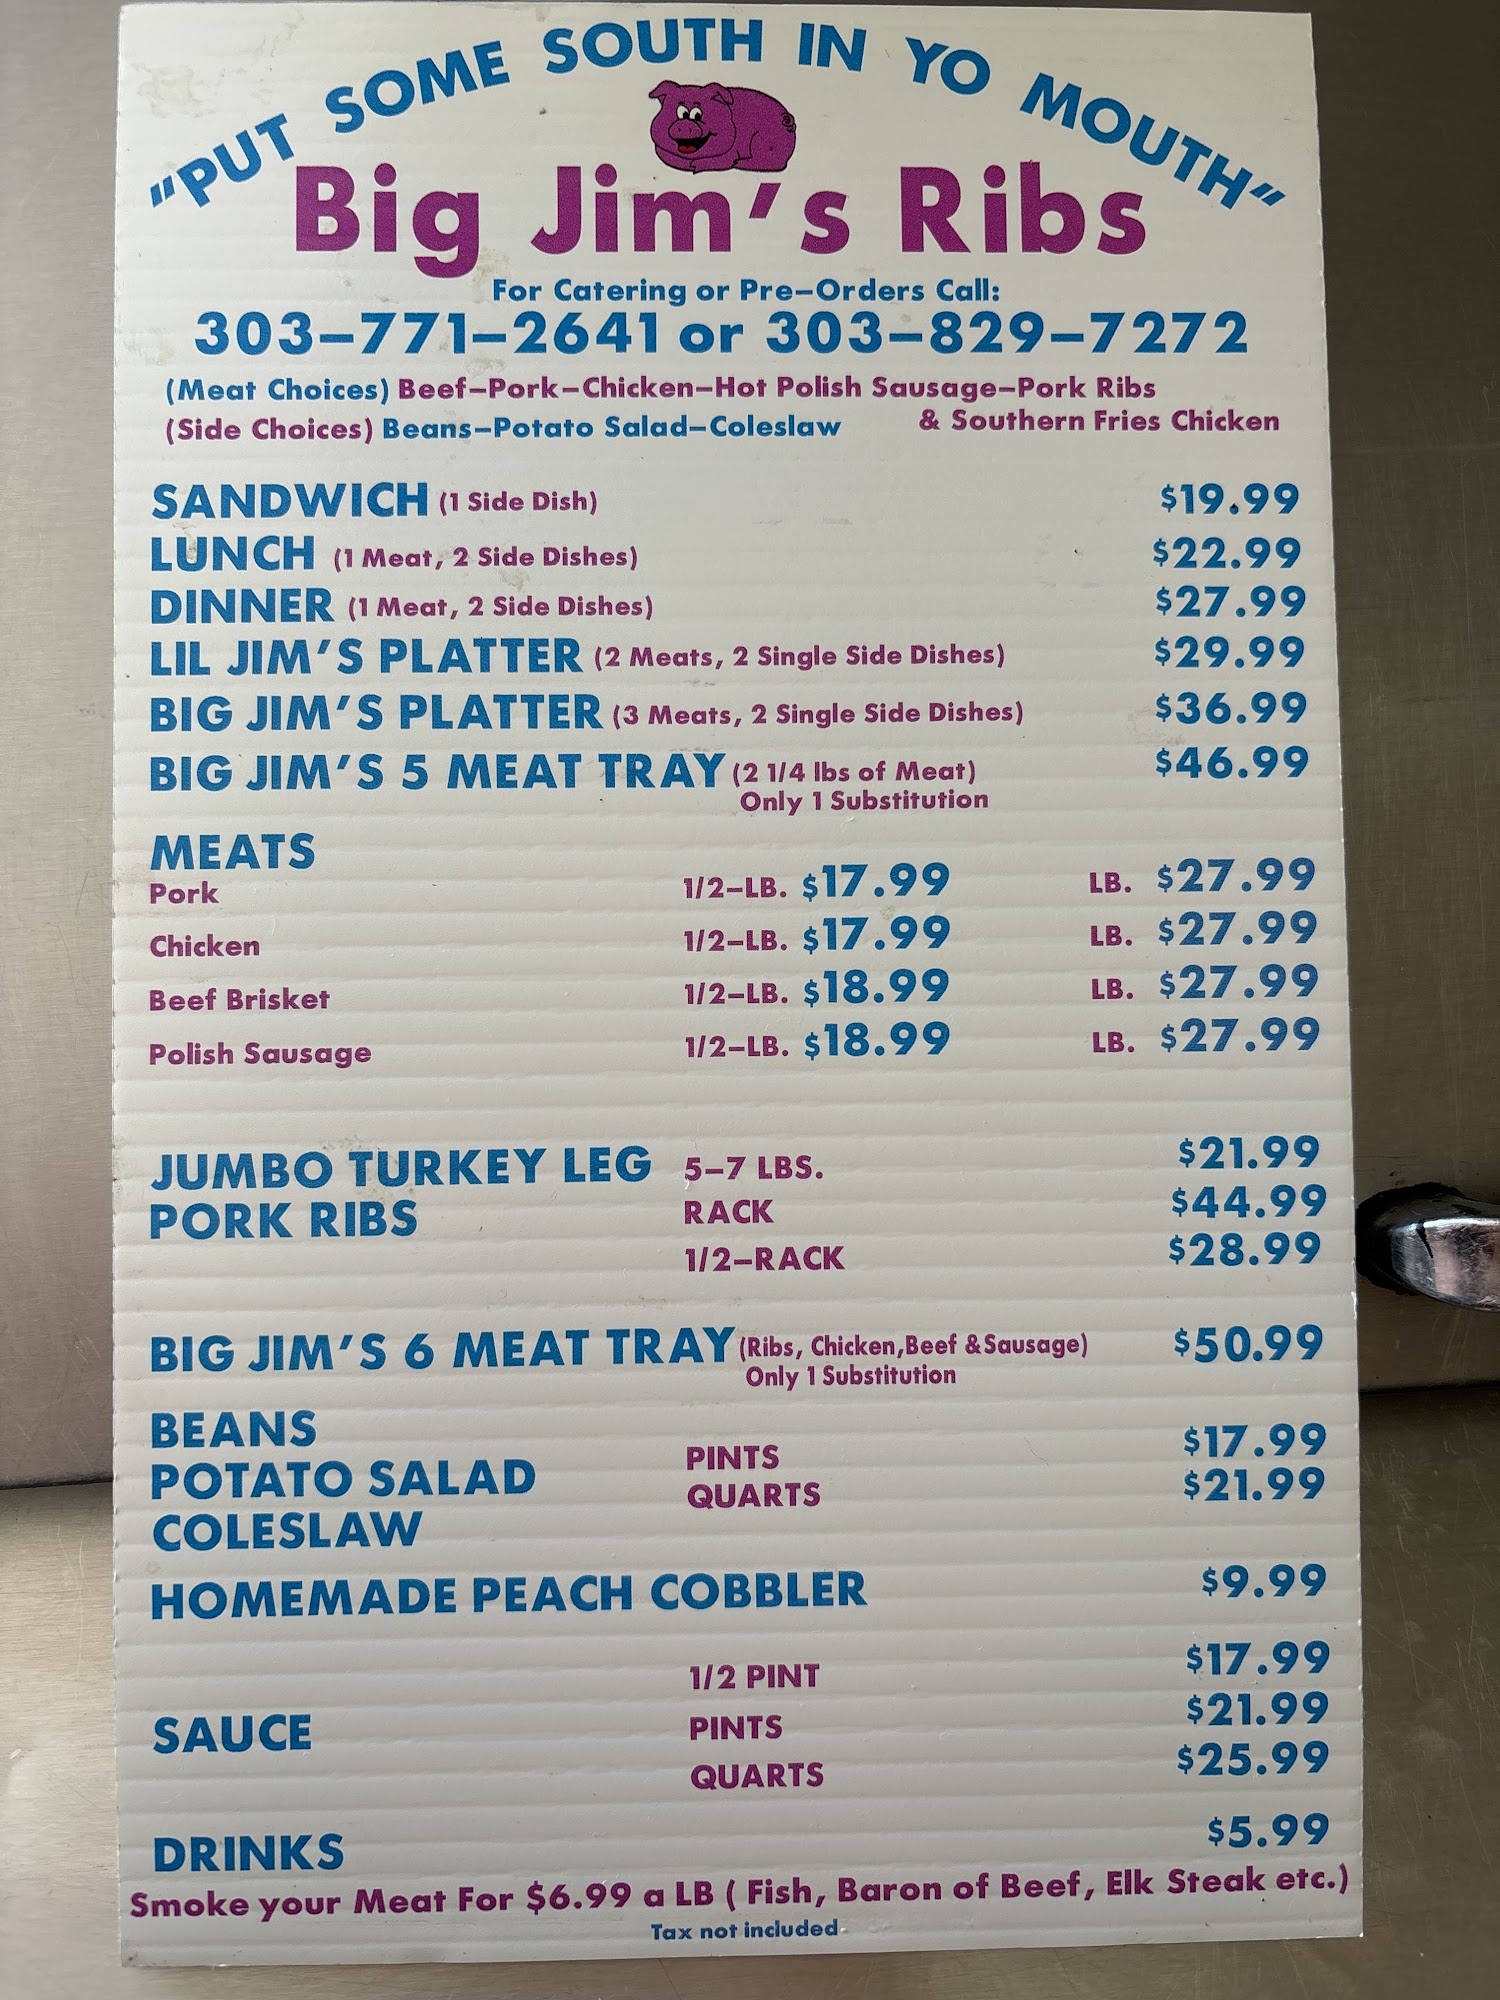 "PUT SOME SOUTH IN YO MOUTH"
Big Jim's Ribs
For Catering or Pre-Orders Call:
303-771-2641 or 303-829-7272
(Meat Choices) Beef-Pork-Chicken-Hot Polish Sausage-Pork Ribs
(Side Choices) Beans-Potato Salad-Coleslaw & Southern Fries Chicken
SANDWICH (1 Side Dish) $19.99
LUNCH (1 Meat, 2 Side Dishes) $22.99
DINNER (1 Meat, 2 Side Dishes) $27.99
LIL JIM'S PLATTER (2 Meats, 2 Single Side Dishes) $29.99
BIG JIM'S PLATTER (3 Meats, 2 Single Side Dishes) $36.99
BIG JIM'S 5 MEAT TRAY (2 1/4 lbs of Meat) $46.99
Only 1 Substitution
MEATS
Pork 1/2-LB. $17.99 LB. $27.99
Chicken 1/2-LB. $17.99 LB. $27.99
Beef Brisket 1/2-LB. $18.99 LB. $27.99
Polish Sausage 1/2-LB. $18.99 LB. $27.99
JUMBO TURKEY LEG 5-7 LBS. $21.99
PORK RIBS RACK $44.99
1/2-RACK $28.99
BIG JIM'S 6 MEAT TRAY (Ribs, Chicken,Beef &Sausage) $50.99
Only 1 Substitution
BEANS
PINTS $17.99
POTATO SALAD
QUARTS $21.99
COLESLAW
HOMEMADE PEACH COBBLER $9.99
1/2 PINT $17.99
SAUCE PINTS $21.99
QUARTS $25.99
DRINKS $5.99
Smoke your Meat For $6.99 a LB ( Fish, Baron of Beef, Elk Steak etc.)
Tax not included